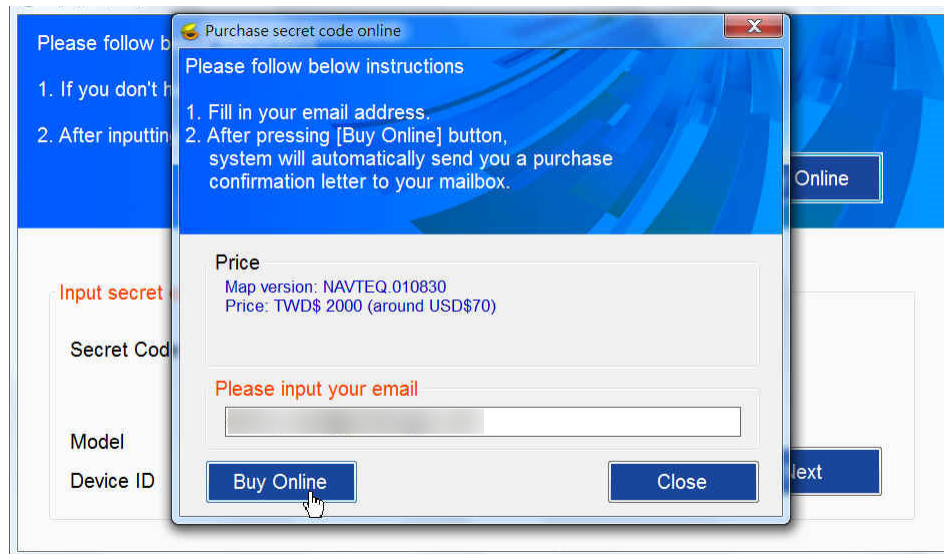 Purchase secret code online
Please follow b
1. If you don't h
2. After inputtin
Please follow below instructions
1. Fill in your email address.
2. After pressing [Buy Online] button,
system will automatically send you a purchase
confirmation letter to your mailbox.
Online
Price
Map version: NAVTEQ.010830
Price: TWD$ 2000 (around USD$70)
Input secret
Secret Cod
Please input your email
Model
Device ID
Buy Online
Close
Next